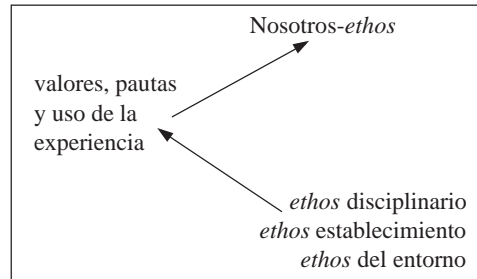 Nosotros-ethos
valores, pautas
y uso de la
experiencia
ethos disciplinario
ethos establecimiento
ethos del entorno